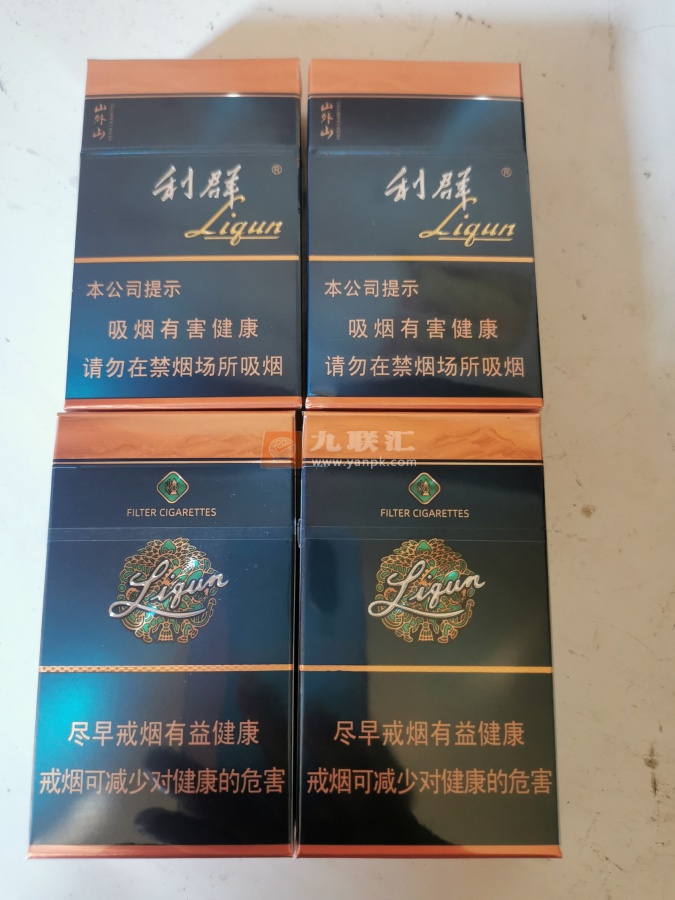 山外山
利群®
Liqun
本公司提示
吸烟有害健康
请勿在禁烟场所吸烟
山外山
利群®
Liqun
本公司提示
吸烟有害健康
请勿在禁烟场所吸烟
九联汇
www.yanpk.com
FILTER CIGARETTES
Liqun
尽早戒烟有益健康
戒烟可减少对健康的危害
FILTER CIGARETTES
Liqun
尽早戒烟有益健康
戒烟可减少对健康的危害